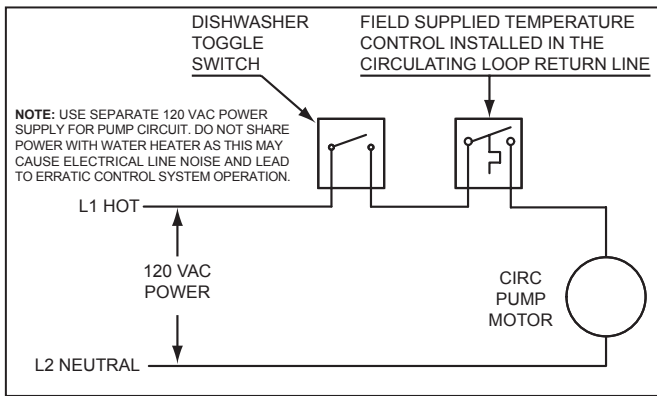 DISHWASHER
TOGGLE
SWITCH
FIELD SUPPLIED TEMPERATURE
CONTROL INSTALLED IN THE
CIRCULATING LOOP RETURN LINE
NOTE: USE SEPARATE 120 VAC POWER
SUPPLY FOR PUMP CIRCUIT. DO NOT SHARE
POWER WITH WATER HEATER AS THIS MAY
CAUSE ELECTRICAL LINE NOISE AND LEAD
TO ERRATIC CONTROL SYSTEM OPERATION.
L1 HOT
120 VAC
POWER
CIRC
PUMP
MOTOR
L2 NEUTRAL